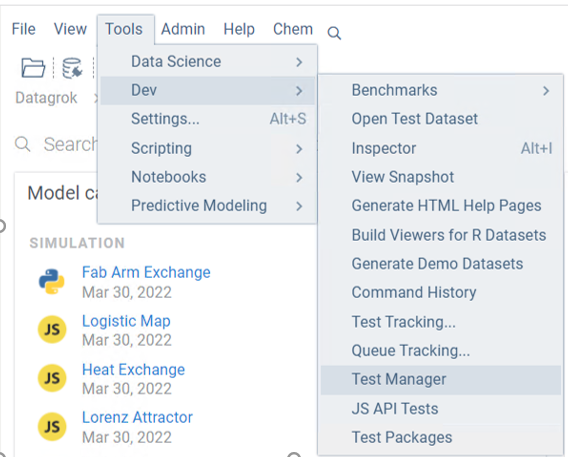 File View Tools Admin Help Chem
Data Science
Dev
Settings... Alt+S
Scripting
Notebooks
Predictive Modeling
Benchmarks
Open Test Dataset
Inspector Alt+I
View Snapshot
Generate HTML Help Pages
Build Viewers for R Datasets
Generate Demo Datasets
Command History
Test Tracking...
Queue Tracking...
Test Manager
JS API Tests
Test Packages
Datagrok
Search
Model ca
SIMULATION
Fab Arm Exchange
Mar 30, 2022
JS Logistic Map
Mar 30, 2022
JS Heat Exchange
Mar 30, 2022
JS Lorenz Attractor
Mar 30, 2022